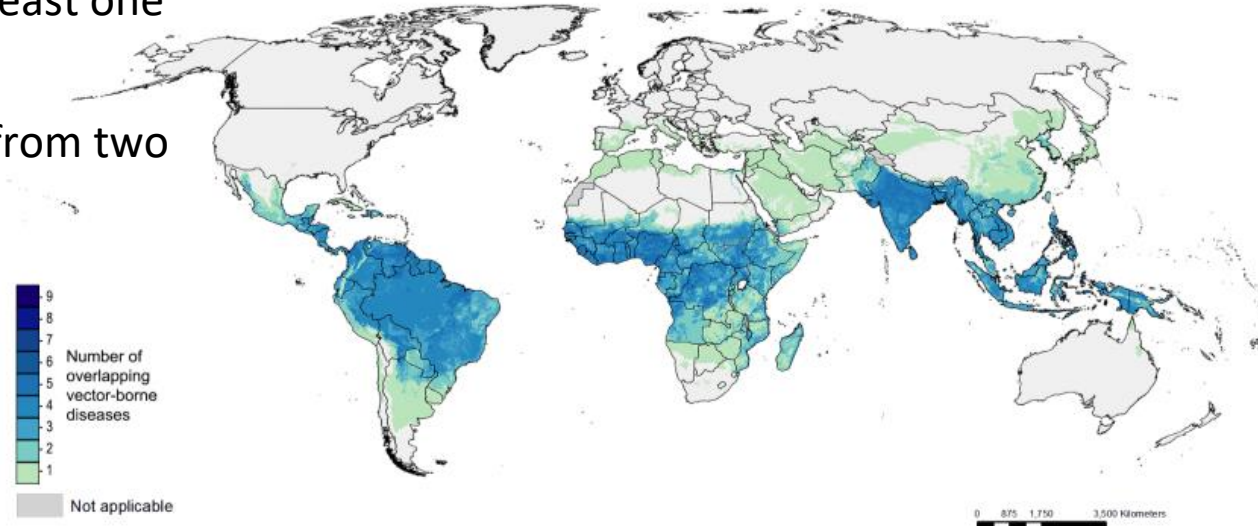 east one
from two
9
8
7
6
5
4
3
2
1
Number of
overlapping
vector-borne
diseases
Not applicable
0 875 1,750 3,500 Kilometers